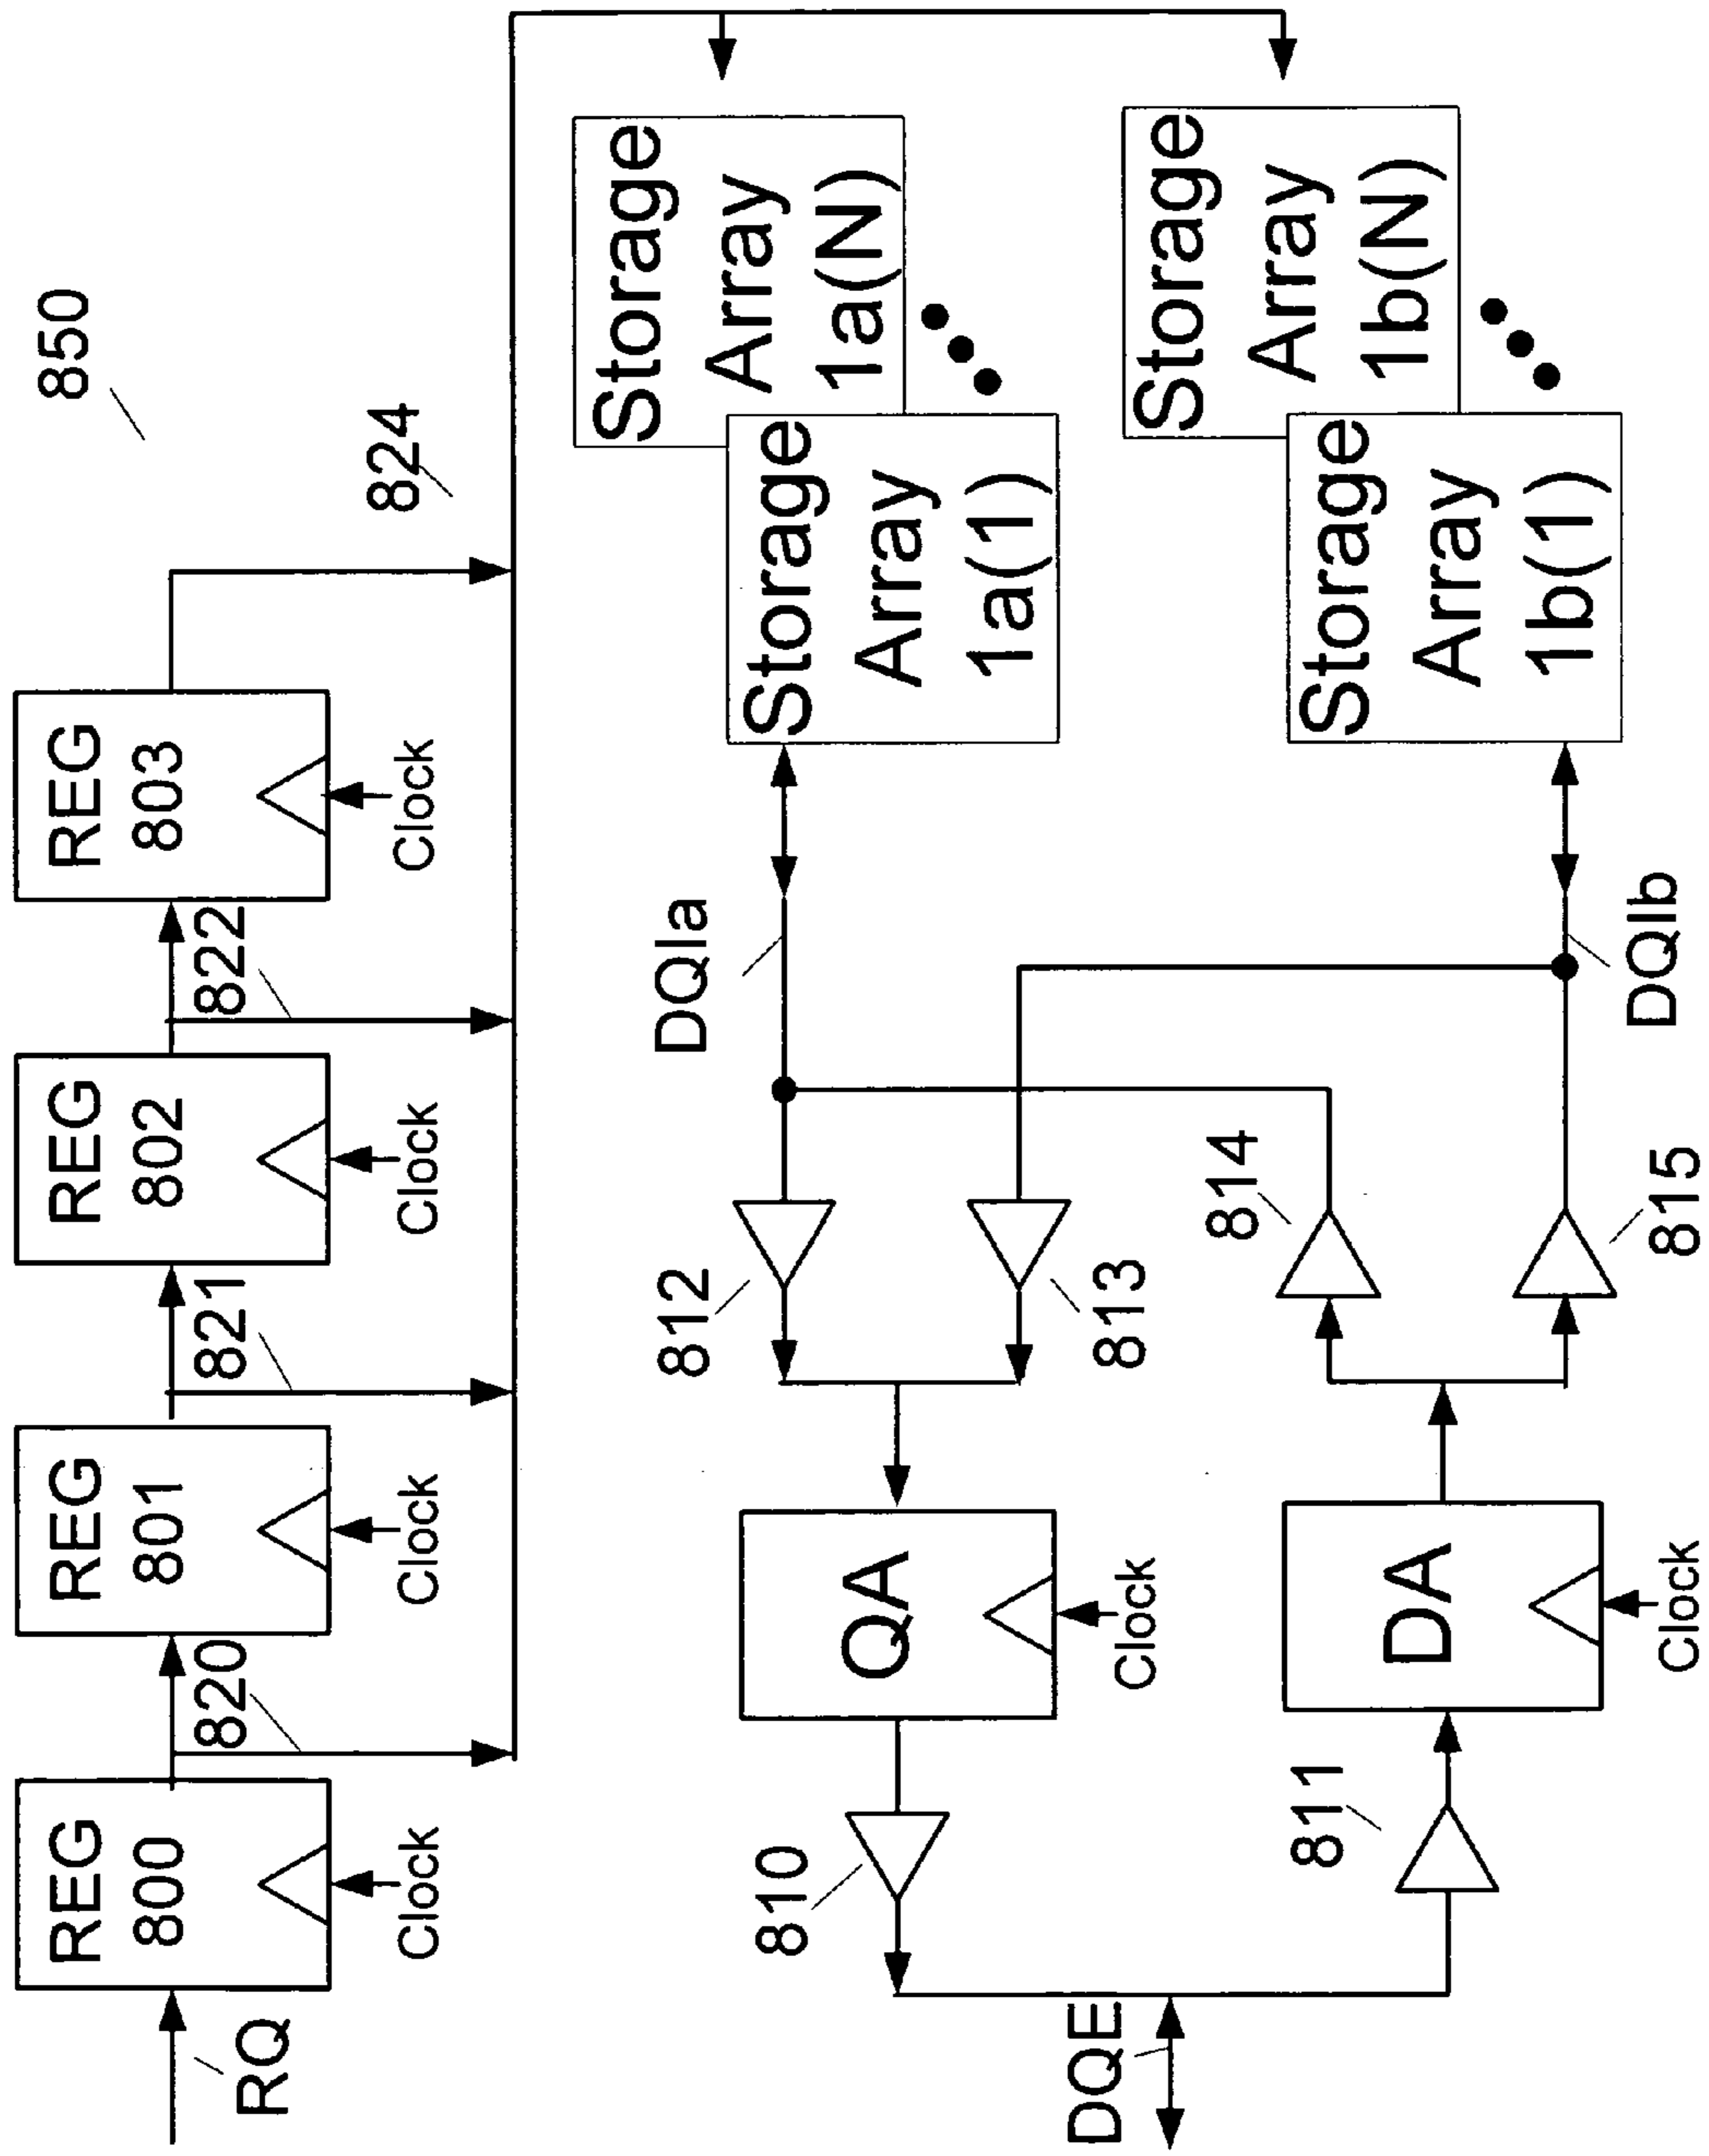 850
RQ
REG
800
Clock
820
REG
801
Clock
821
REG
802
Clock
822
REG
803
Clock
824
DQE
810
QA
Clock
812
813
DQIa
Storage
Array
1a(1)
Storage
Array
1a(N)
811
DA
Clock
814
815
DQIb
Storage
Array
1b(1)
Storage
Array
1b(N)